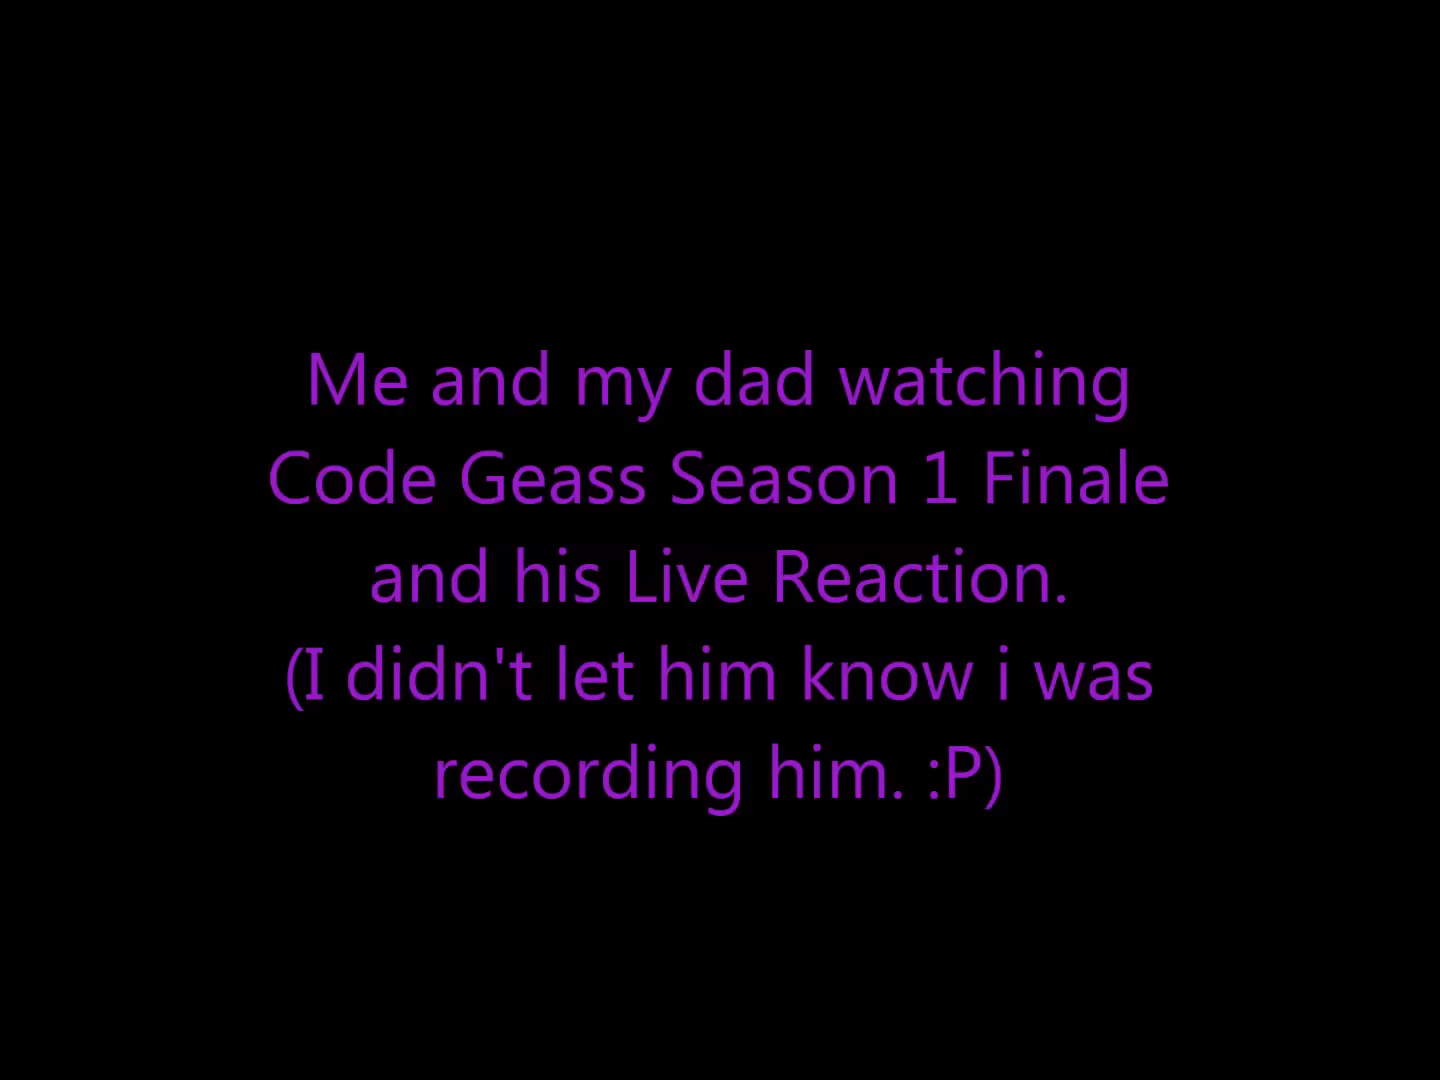 Me and my dad watching
Code Geass Season 1 Finale
and his Live Reaction.
(I didn't let him know i was
recording him. :P)